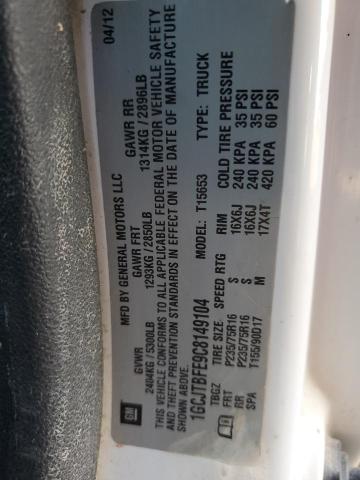 GM
MFD BY GENERAL MOTORS LLC
04/12
GVWR GAWR FRT GAWR RR
2404KG / 5300LB 1293KG / 2850LB 1314KG / 2896LB
THIS VEHICLE CONFORMS TO ALL APPLICABLE FEDERAL MOTOR VEHICLE SAFETY
AND THEFT PREVENTION STANDARDS IN EFFECT ON THE DATE OF MANUFACTURE
SHOWN ABOVE.
1GCJTBFE9C8149104 MODEL: T15653 TYPE: TRUCK
TBGZ TIRE SIZE SPEED RTG RIM COLD TIRE PRESSURE
FRT P235/75R16 S 16X6J 240 KPA 35 PSI
RR P235/75R16 S 16X6J 240 KPA 35 PSI
SPA T155/90D17 M 17X4T 420 KPA 60 PSI